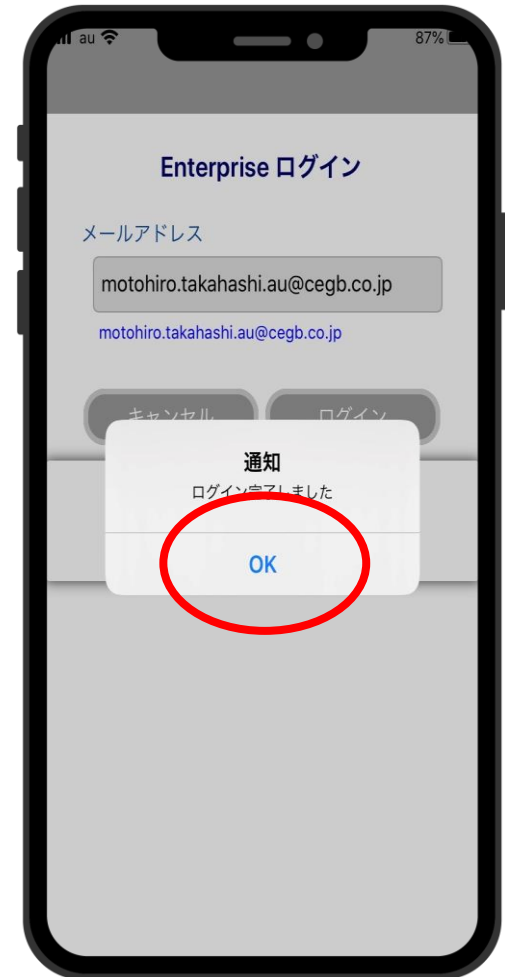 au 87%
Enterprise ログイン
メールアドレス
motohiro.takahashi.au@cegb.co.jp
motohiro.takahashi.au@cegb.co.jp
キャンセル ログイン
通知
ログイン完了しました
OK